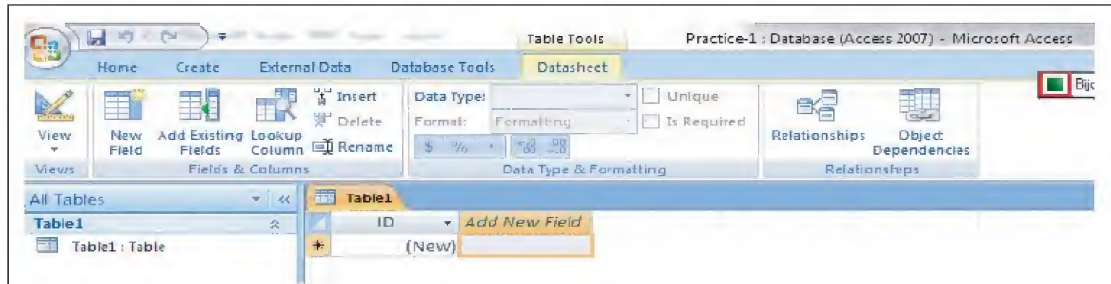 Table Tools Practice-1 : Database (Access 2007) - Microsoft Access
Home Create External Data Database Tools Datasheet
View
New Field
Add Existing Fields
Lookup Column
Insert
Delete
Rename
Data Type:
Format: Formatting
$ % , .00 .00
Unique
Is Required
Relationships
Object Dependencies
Views Fields & Columns Data Type & Formatting Relationships
All Tables
Table1
Table1 : Table
Table1
ID Add New Field
(New)